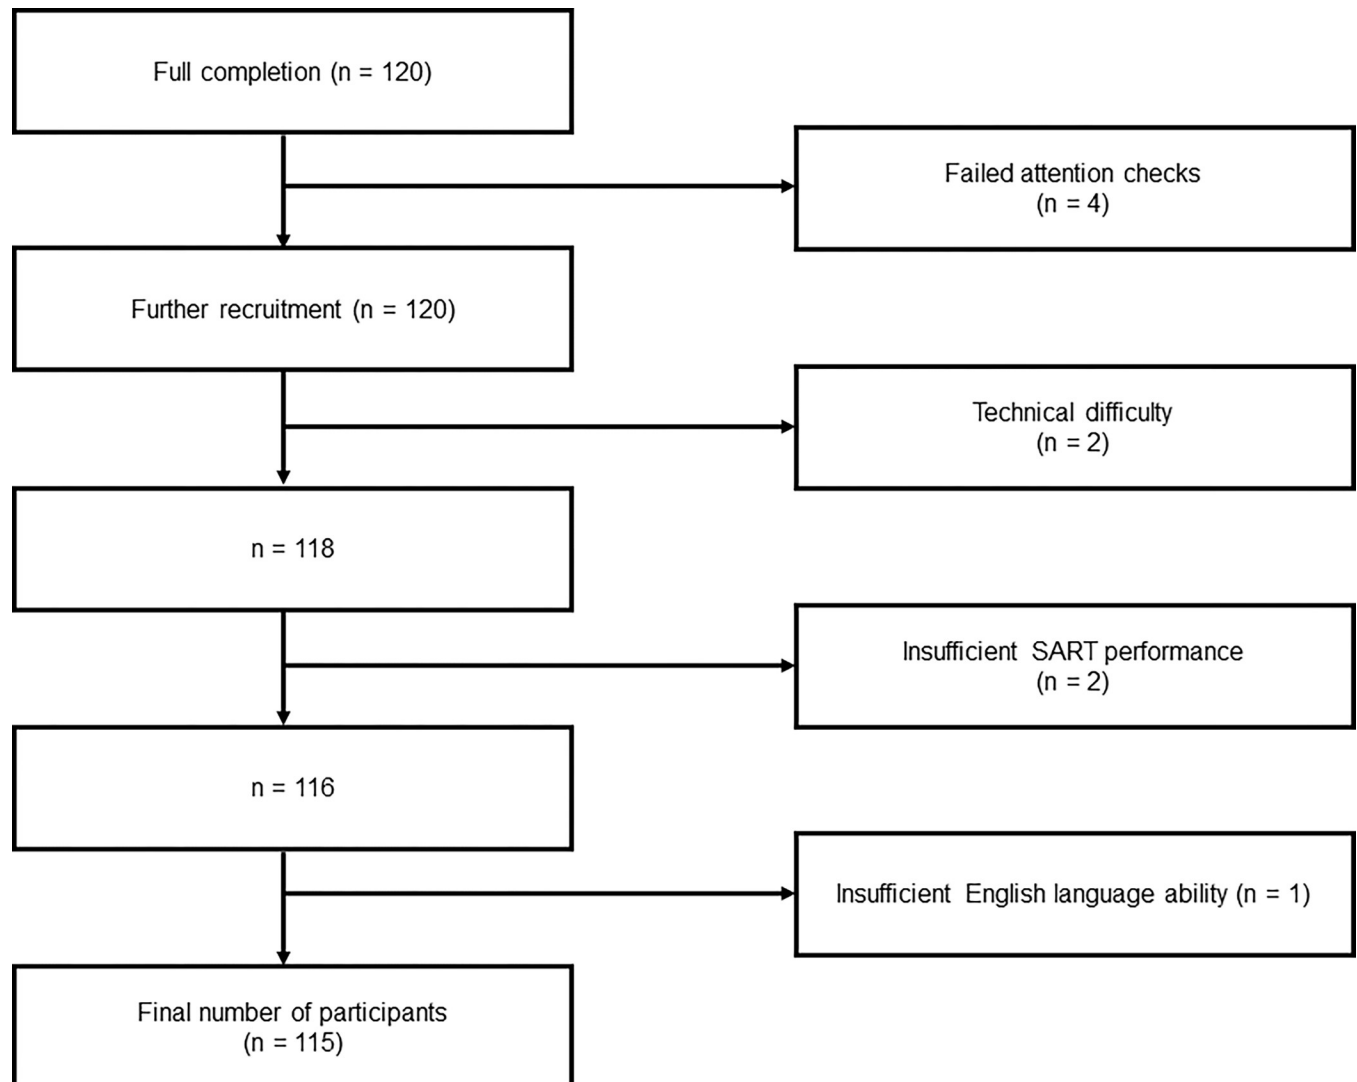 Full completion (n = 120)
Failed attention checks
(n = 4)
Further recruitment (n = 120)
Technical difficulty
(n = 2)
n = 118
Insufficient SART performance
(n = 2)
n = 116
Insufficient English language ability (n = 1)
Final number of participants
(n = 115)